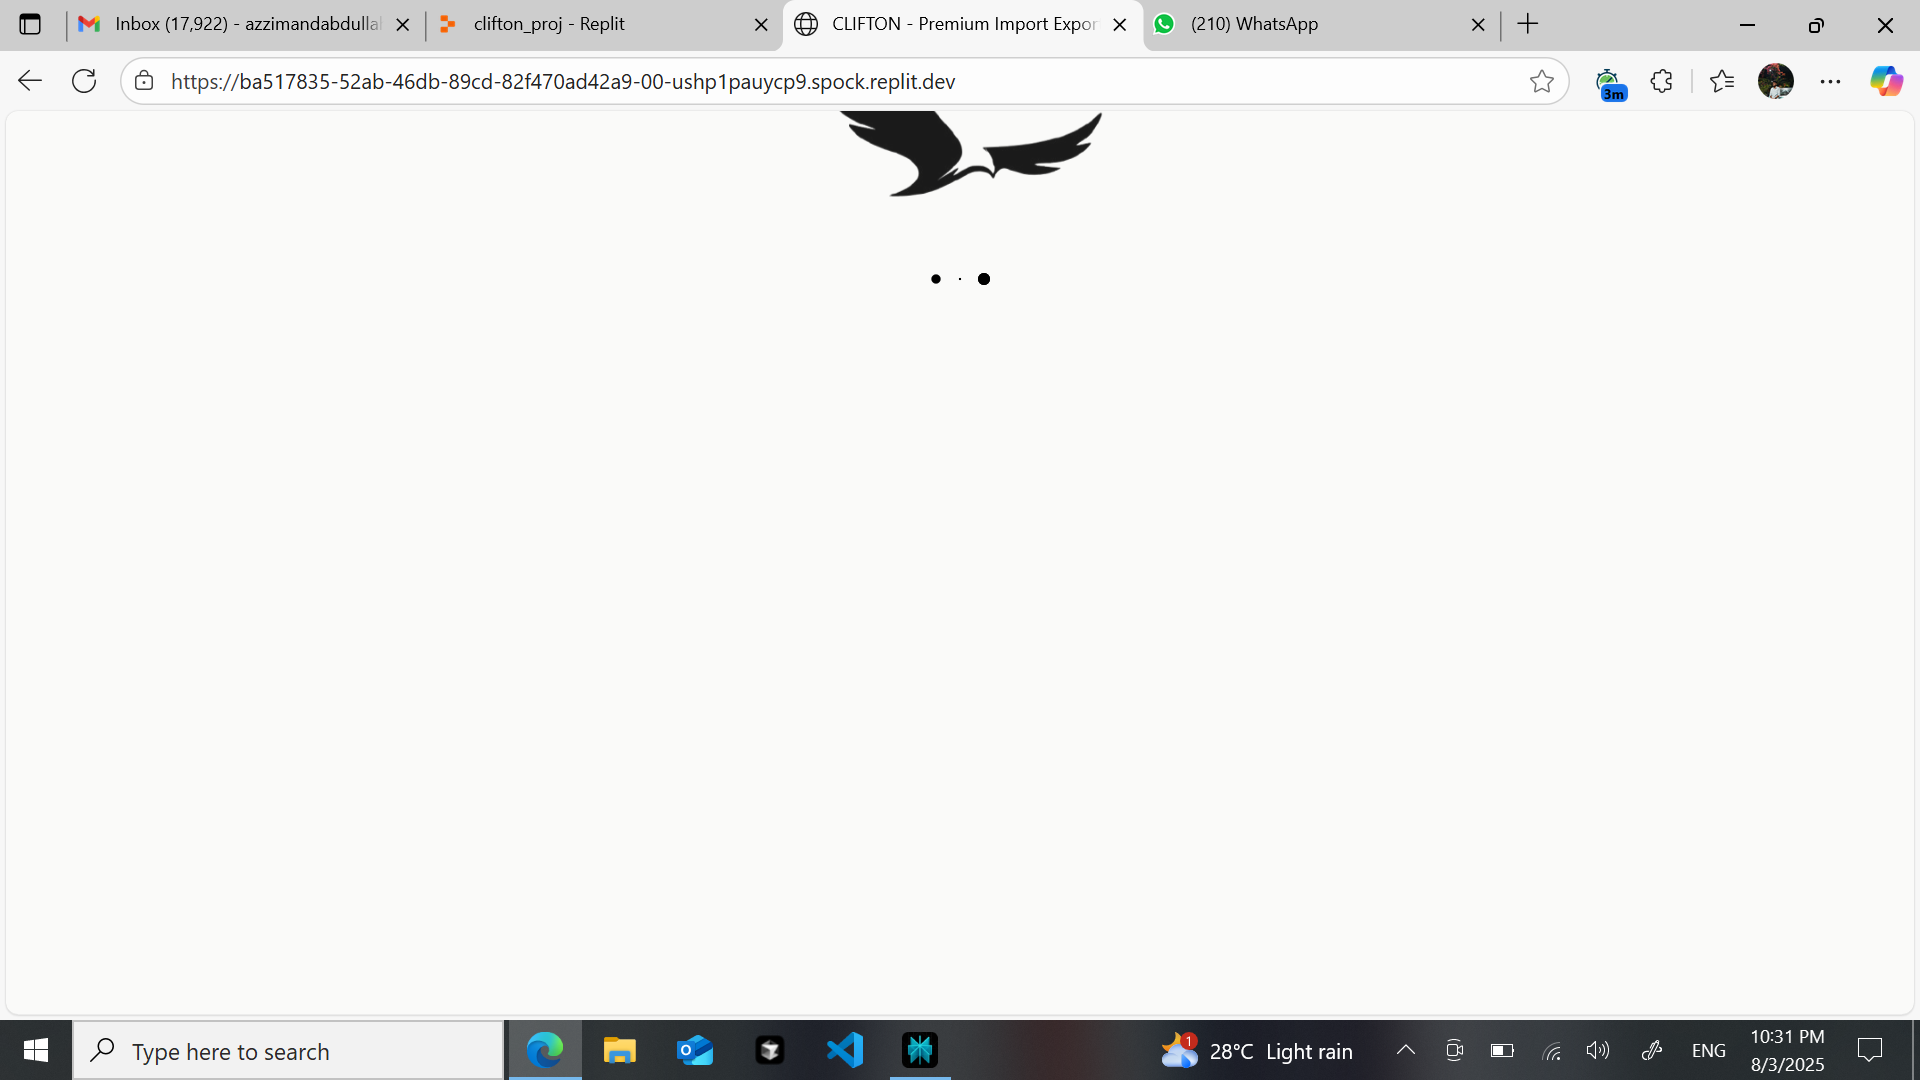 Inbox (17,922) - azzimandabdullah
clifton_proj - Replit
CLIFTON - Premium Import Expor
(210) WhatsApp
https://ba517835-52ab-46db-89cd-82f470ad42a9-00-ushp1pauycp9.spock.replit.dev
3m
Type here to search
1
28°C Light rain
ENG
10:31 PM
8/3/2025